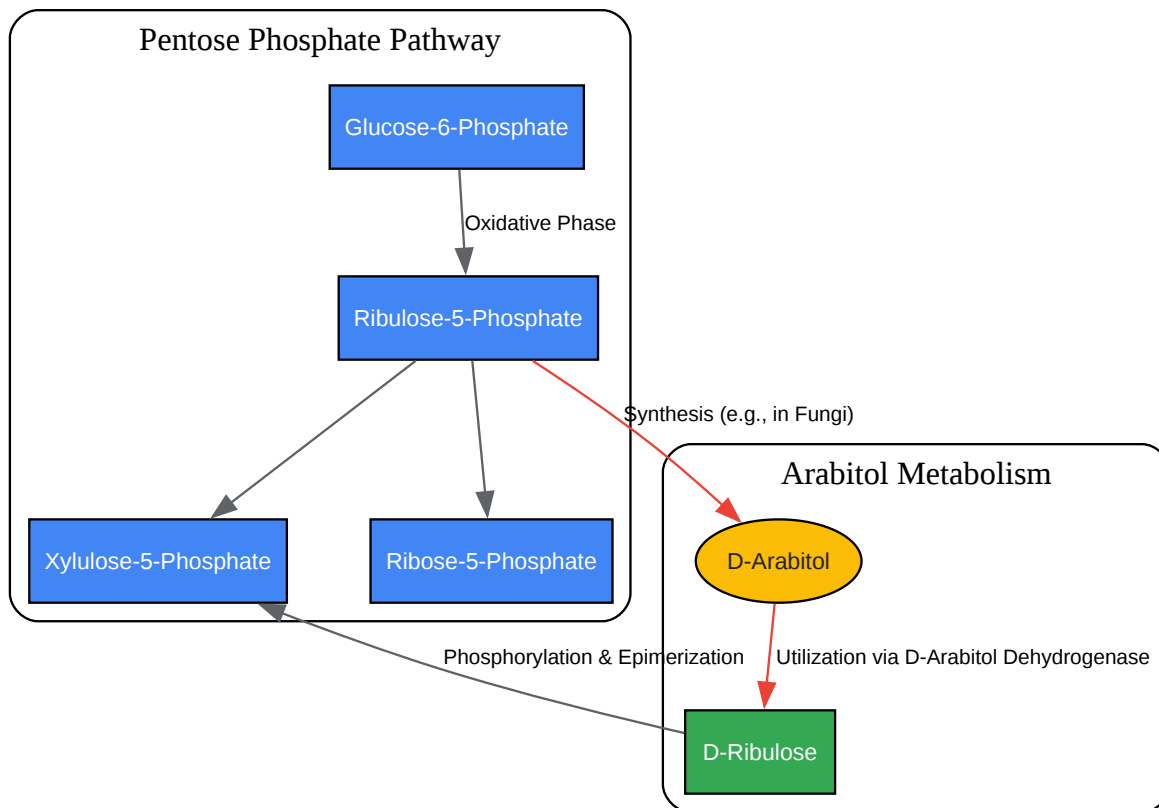 Pentose Phosphate Pathway
Glucose-6-Phosphate
Oxidative Phase
Ribulose-5-Phosphate
Synthesis (e.g., in Fungi)
Arabitol Metabolism
Xylulose-5-Phosphate
Ribose-5-Phosphate
D-Arabitol
Phosphorylation & Epimerization
Utilization via D-Arabitol Dehydrogenase
D-Ribulose